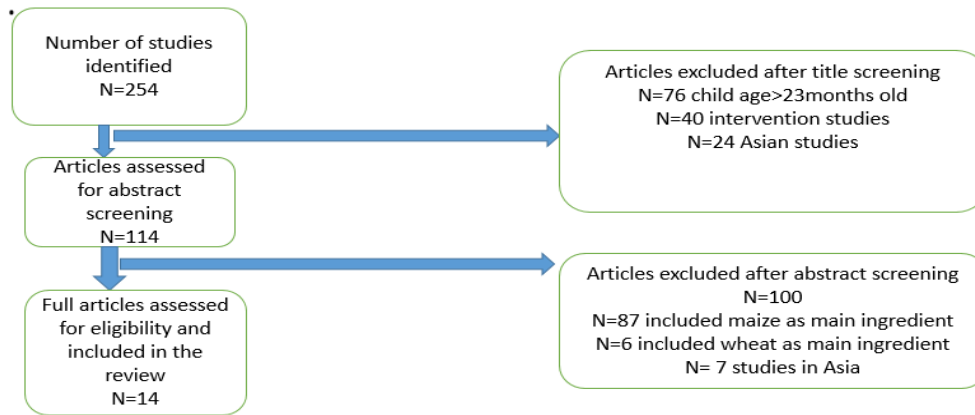 Number of studies
identified
N=254
Articles excluded after title screening
N=76 child age>23months old
N=40 intervention studies
N=24 Asian studies
Articles assessed
for abstract
screening
N=114
Articles excluded after abstract screening
N=100
N=87 included maize as main ingredient
N=6 included wheat as main ingredient
N= 7 studies in Asia
Full articles assessed
for eligibility and
included in the
review
N=14